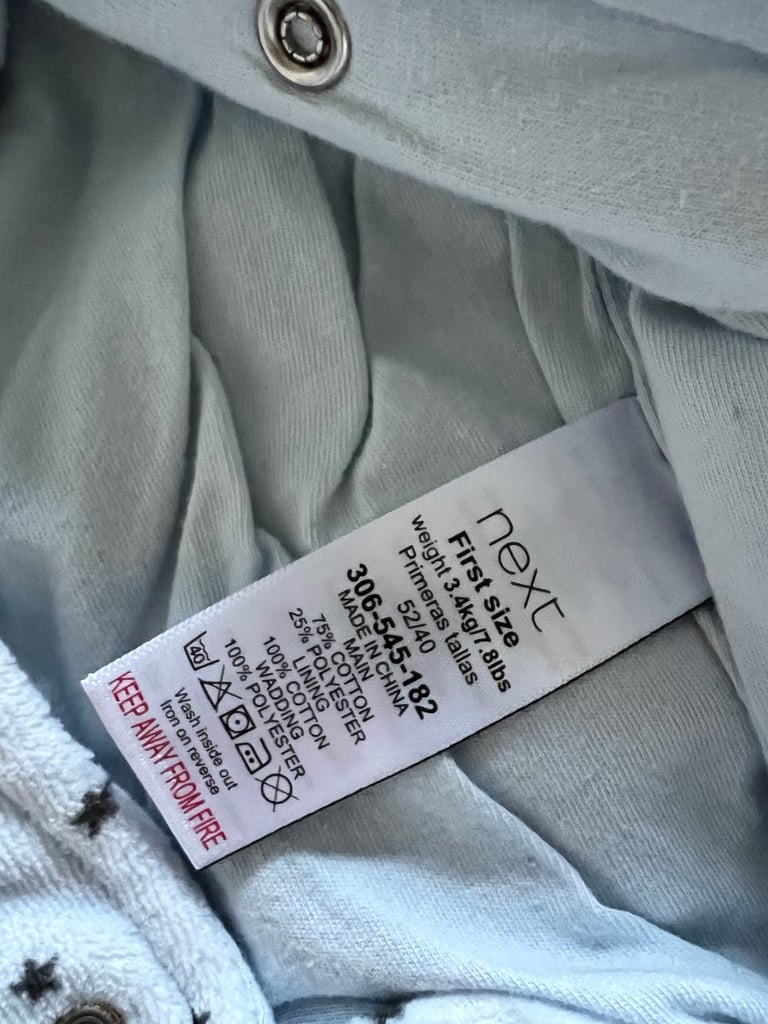 next
First size
weight 3.4kg/7.8lbs
Primeras tallas
52/40
306-545-182
MADE IN CHINA
MAIN
75% COTTON
25% POLYESTER
LINING
100% COTTON
WADDING
100% POLYESTER
40
Wash inside out
Iron on reverse
KEEP AWAY FROM FIRE